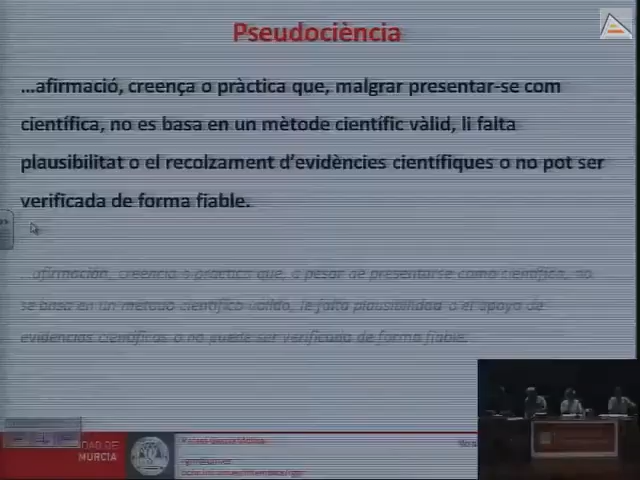 Pseudociència
...afirmació, creença o pràctica que, malgrar presentar-se com
científica, no es basa en un mètode científic vàlid, li falta
plausibilitat o el recolzament d'evidències científiques o no pot ser
verificada de forma fiable.
...afirmación, creencia o práctica que, a pesar de presentarse como científica, no
se basa en un método científico válido, le falta plausibilidad o el apoyo de
evidencias científicas o no puede ser verificada de forma fiable.
DAD DE
MURCIA